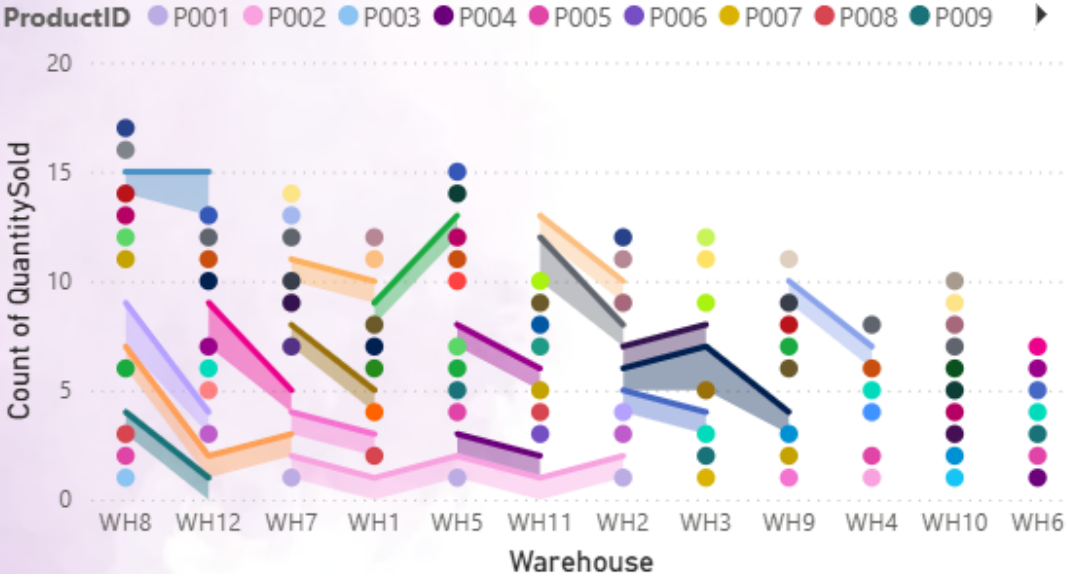 ProductID P001 P002 P003 P004 P005 P006 P007 P008 P009
20
15
10
5
0
Count of QuantitySold
WH8 WH12 WH7 WH1 WH5 WH11 WH2 WH3 WH9 WH4 WH10 WH6
Warehouse